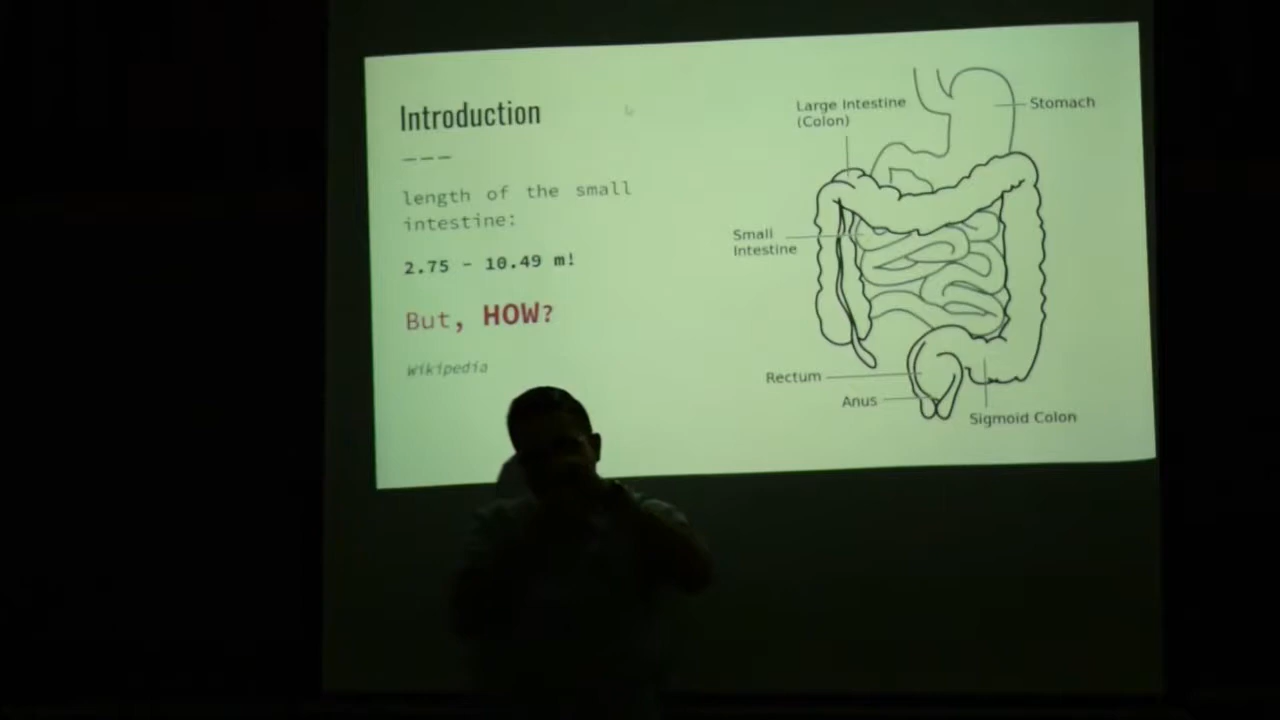 Introduction
———
length of the small
intestine:
2.75 - 10.49 m!
But, HOW?
Wikipedia
Large Intestine
(Colon)
Stomach
Small
Intestine
Rectum
Anus
Sigmoid Colon